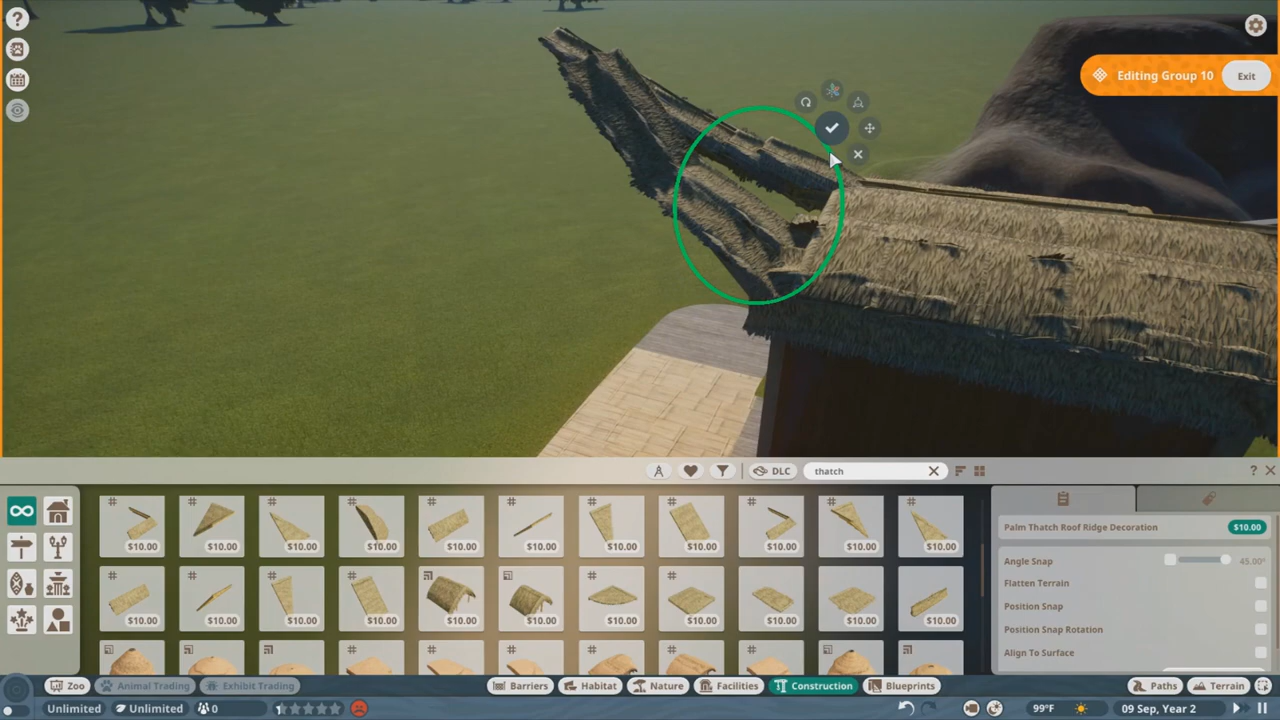 ?
Editing Group 10 Exit
DLC thatch ?
$10.00 $10.00 $10.00 $10.00 $10.00 $10.00 $10.00 $10.00 $10.00 $10.00 $10.00
$10.00 $10.00 $10.00 $10.00 $10.00 $10.00 $10.00 $10.00 $10.00 $10.00 $10.00
Palm Thatch Roof Ridge Decoration $10.00
Angle Snap 45.00°
Flatten Terrain
Position Snap
Position Snap Rotation
Align To Surface
Zoo Animal Trading Exhibit Trading Barriers Habitat Nature Facilities Construction Blueprints Paths Terrain
Unlimited Unlimited 0 99°F 09 Sep, Year 2